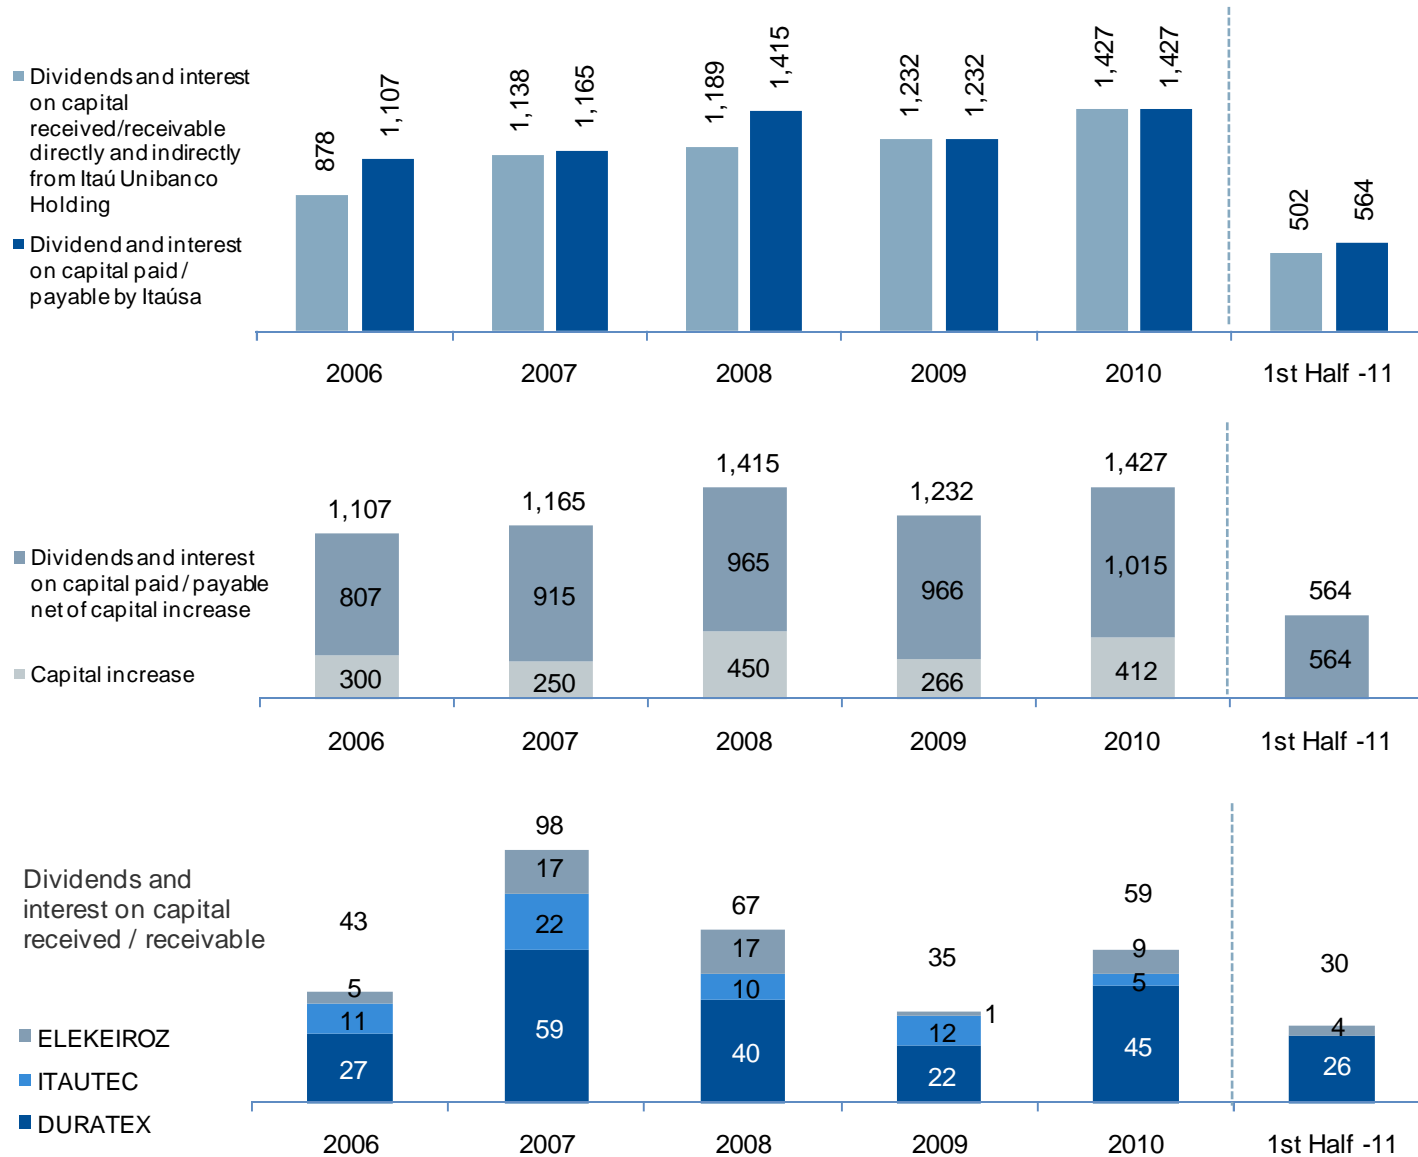 Dividends and interest
on capital
received/receivable
directly and indirectly
from Itaú Unibanco
Holding
Dividend and interest
on capital paid /
payable by Itaúsa
878
1,107
1,138
1,165
1,189
1,415
1,232
1,232
1,427
1,427
502
564
2006 2007 2008 2009 2010 1st Half -11
Dividends and interest
on capital paid / payable
net of capital increase
Capital increase
1,107 1,165 1,415 1,232 1,427 564
807 915 965 966 1,015 564
300 250 450 266 412
2006 2007 2008 2009 2010 1st Half -11
Dividends and
interest on capital
received / receivable
ELEKEIROZ
ITAUTEC
DURATEX
43 98 67 35 59 30
5 17 17 1 9 4
11 22 10 12 5
27 59 40 22 45 26
2006 2007 2008 2009 2010 1st Half -11